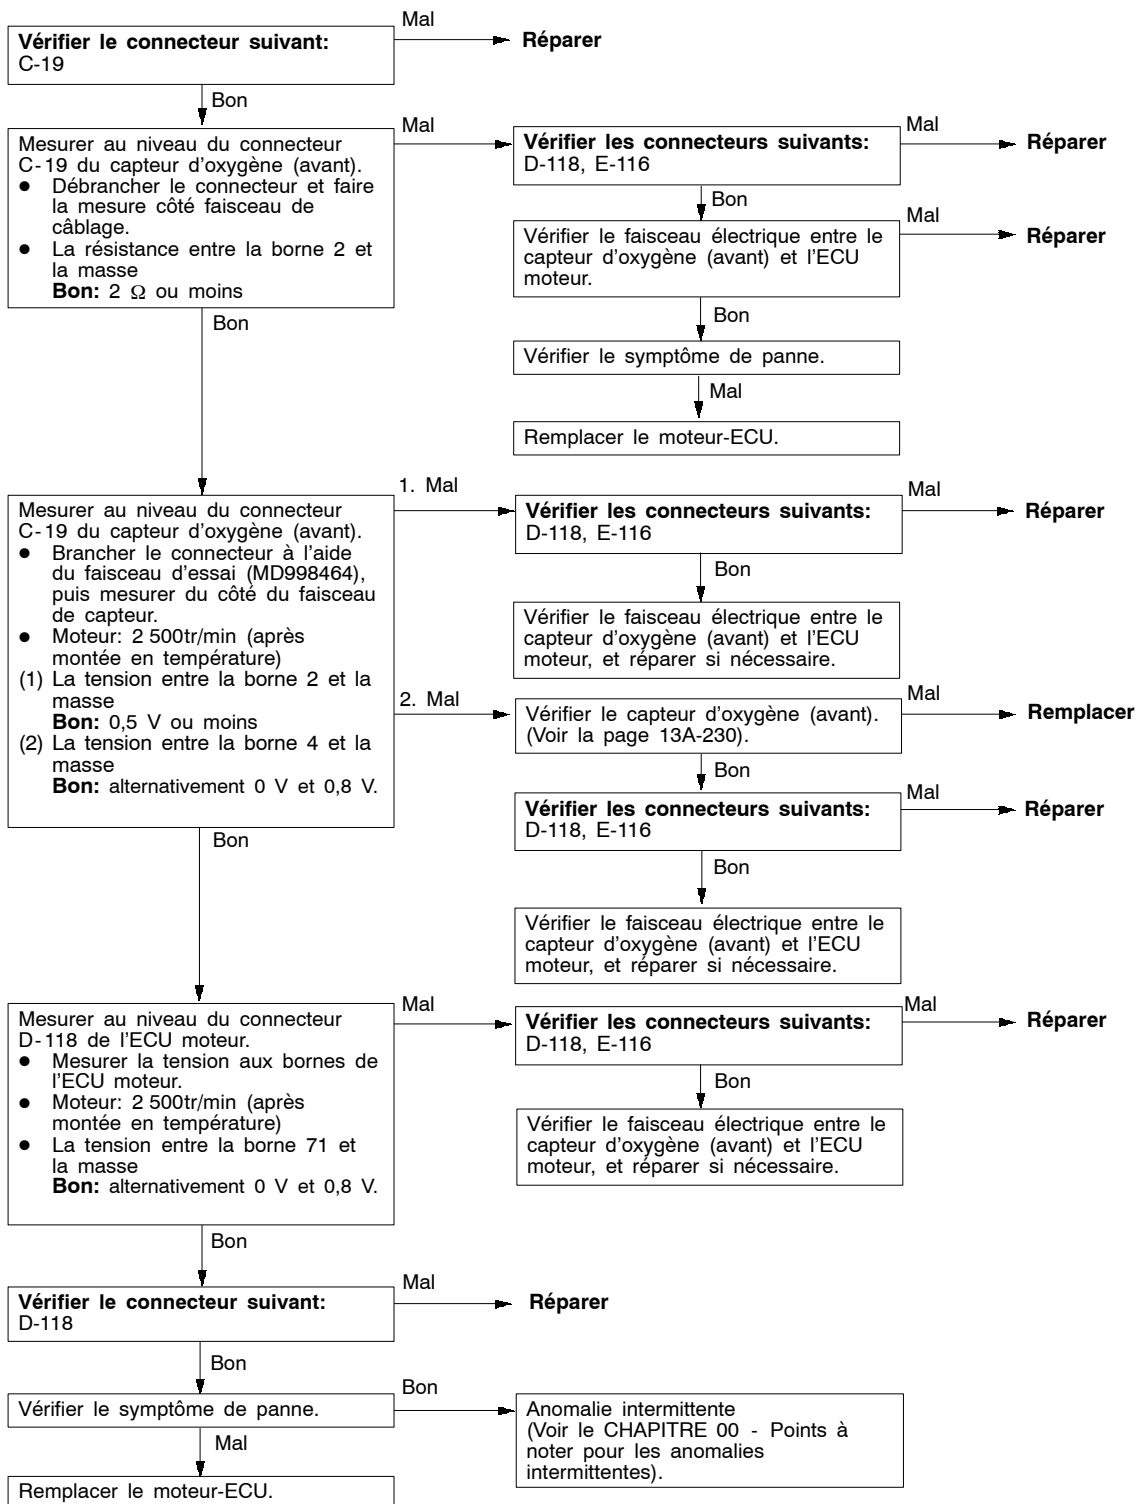 Vérifier le connecteur suivant:
C-19
Mal
Réparer
Bon
Mesurer au niveau du connecteur
C-19 du capteur d'oxygène (avant).
● Débrancher le connecteur et faire
la mesure côté faisceau de
câblage.
● La résistance entre la borne 2 et
la masse
Bon: 2 Ω ou moins
Mal
Vérifier les connecteurs suivants:
D-118, E-116
Mal
Réparer
Bon
Vérifier le faisceau électrique entre le
capteur d'oxygène (avant) et l'ECU
moteur.
Mal
Réparer
Bon
Vérifier le symptôme de panne.
Mal
Remplacer le moteur-ECU.
Bon
Mesurer au niveau du connecteur
C-19 du capteur d'oxygène (avant).
● Brancher le connecteur à l'aide
du faisceau d'essai (MD998464),
puis mesurer du côté du faisceau
de capteur.
● Moteur: 2 500tr/min (après
montée en température)
(1) La tension entre la borne 2 et la
masse
Bon: 0,5 V ou moins
(2) La tension entre la borne 4 et la
masse
Bon: alternativement 0 V et 0,8 V.
1. Mal
Vérifier les connecteurs suivants:
D-118, E-116
Mal
Réparer
Bon
Vérifier le faisceau électrique entre le
capteur d'oxygène (avant) et l'ECU
moteur, et réparer si nécessaire.
2. Mal
Vérifier le capteur d'oxygène (avant).
(Voir la page 13A-230).
Mal
Remplacer
Bon
Vérifier les connecteurs suivants:
D-118, E-116
Mal
Réparer
Bon
Vérifier le faisceau électrique entre le
capteur d'oxygène (avant) et l'ECU
moteur, et réparer si nécessaire.
Bon
Mesurer au niveau du connecteur
D-118 de l'ECU moteur.
● Mesurer la tension aux bornes de
l'ECU moteur.
● Moteur: 2 500tr/min (après
montée en température)
● La tension entre la borne 71 et
la masse
Bon: alternativement 0 V et 0,8 V.
Mal
Vérifier les connecteurs suivants:
D-118, E-116
Mal
Réparer
Bon
Vérifier le faisceau électrique entre le
capteur d'oxygène (avant) et l'ECU
moteur, et réparer si nécessaire.
Bon
Vérifier le connecteur suivant:
D-118
Mal
Réparer
Bon
Vérifier le symptôme de panne.
Bon
Anomalie intermittente
(Voir le CHAPITRE 00 - Points à
noter pour les anomalies
intermittentes).
Mal
Remplacer le moteur-ECU.